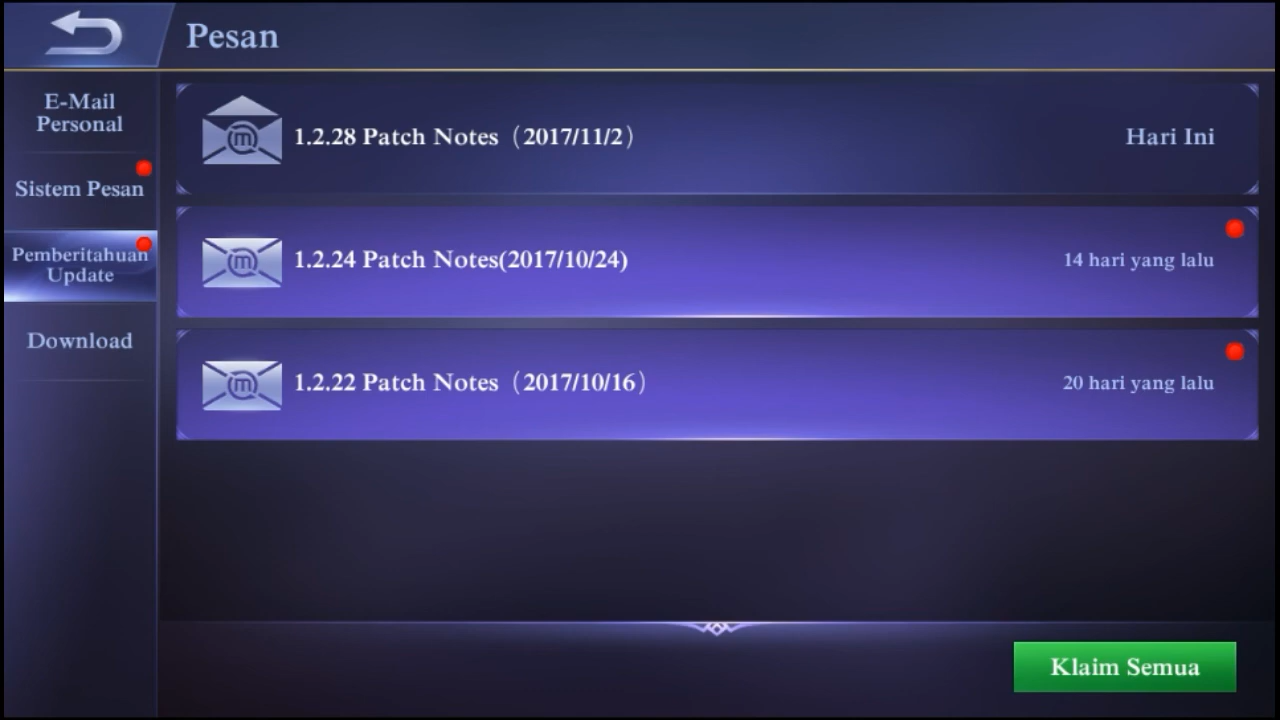 Pesan
E-Mail
Personal
Sistem Pesan
Pemberitahuan
Update
Download
1.2.28 Patch Notes（2017/11/2）
Hari Ini
1.2.24 Patch Notes(2017/10/24)
14 hari yang lalu
1.2.22 Patch Notes（2017/10/16）
20 hari yang lalu
Klaim Semua